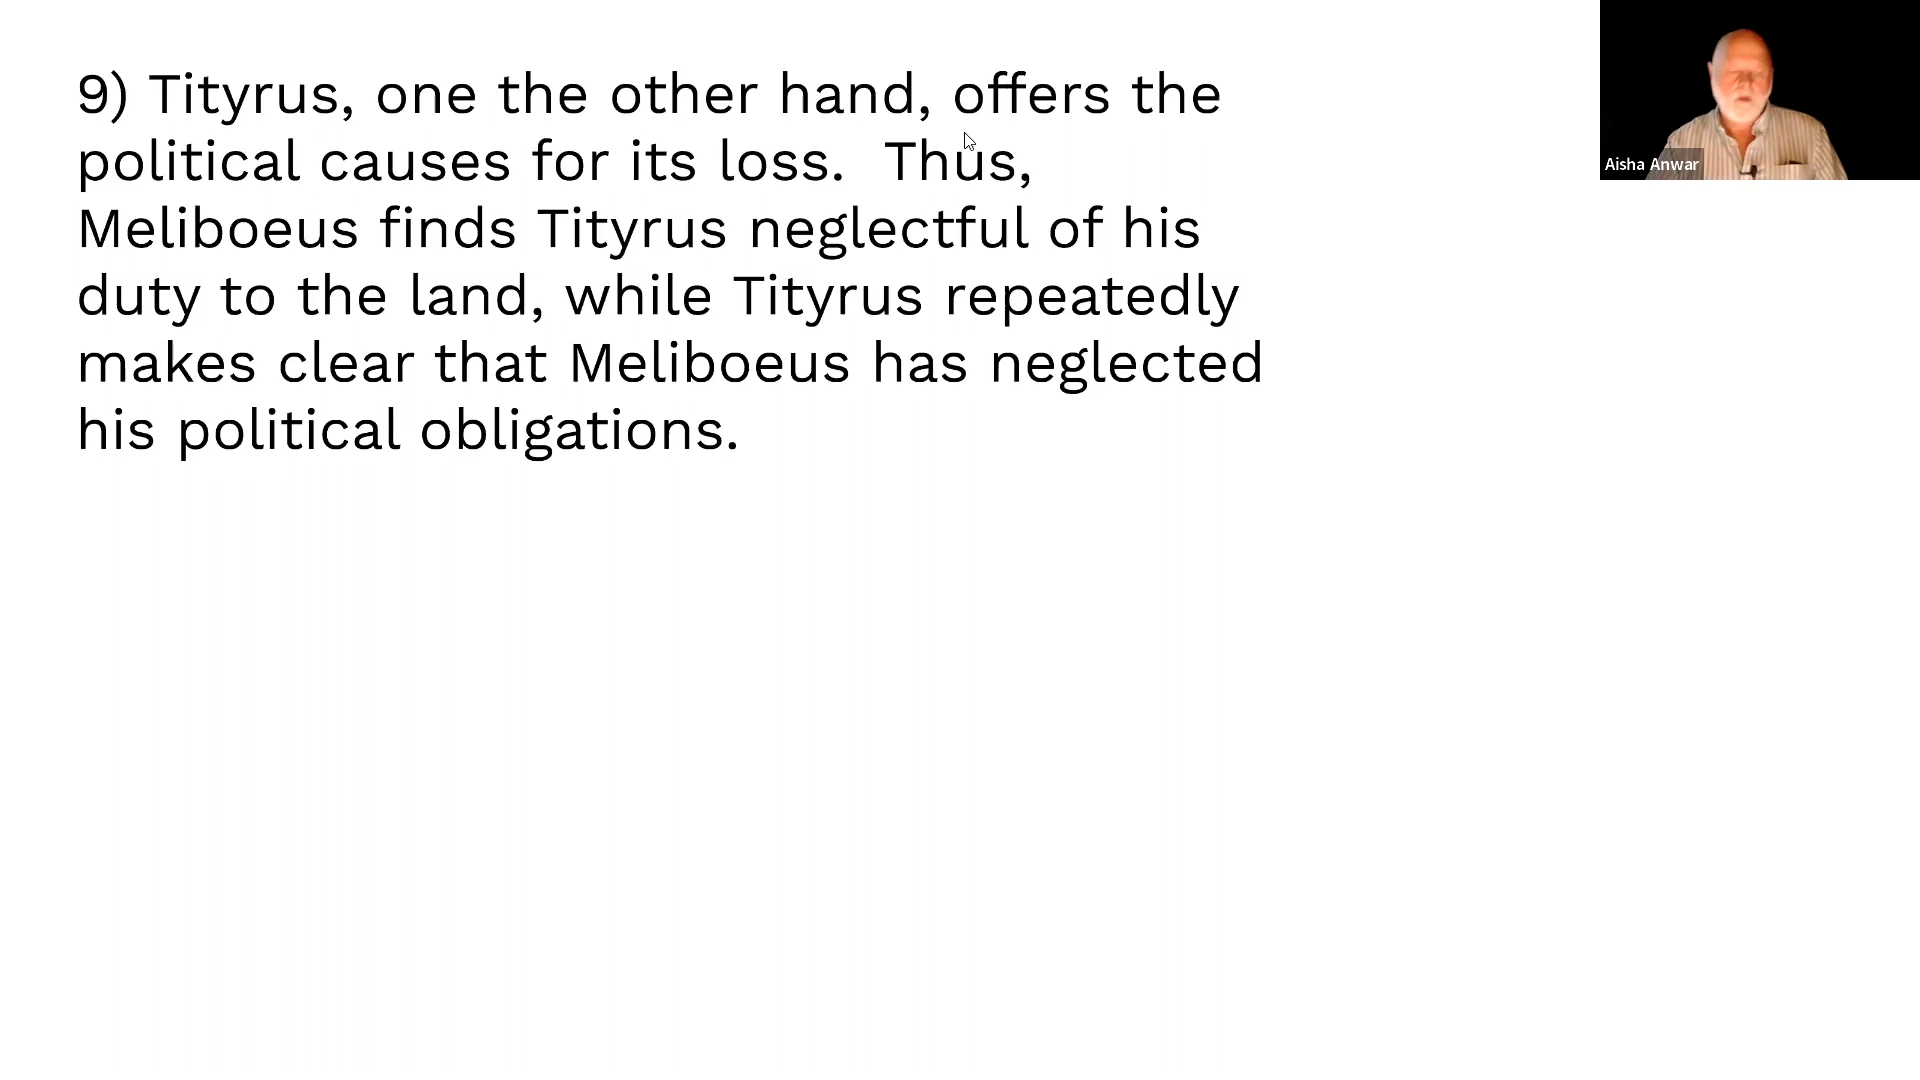 9) Tityrus, one the other hand, offers the
political causes for its loss.  Thus,
Meliboeus finds Tityrus neglectful of his
duty to the land, while Tityrus repeatedly
makes clear that Meliboeus has neglected
his political obligations.
Aisha Anwar